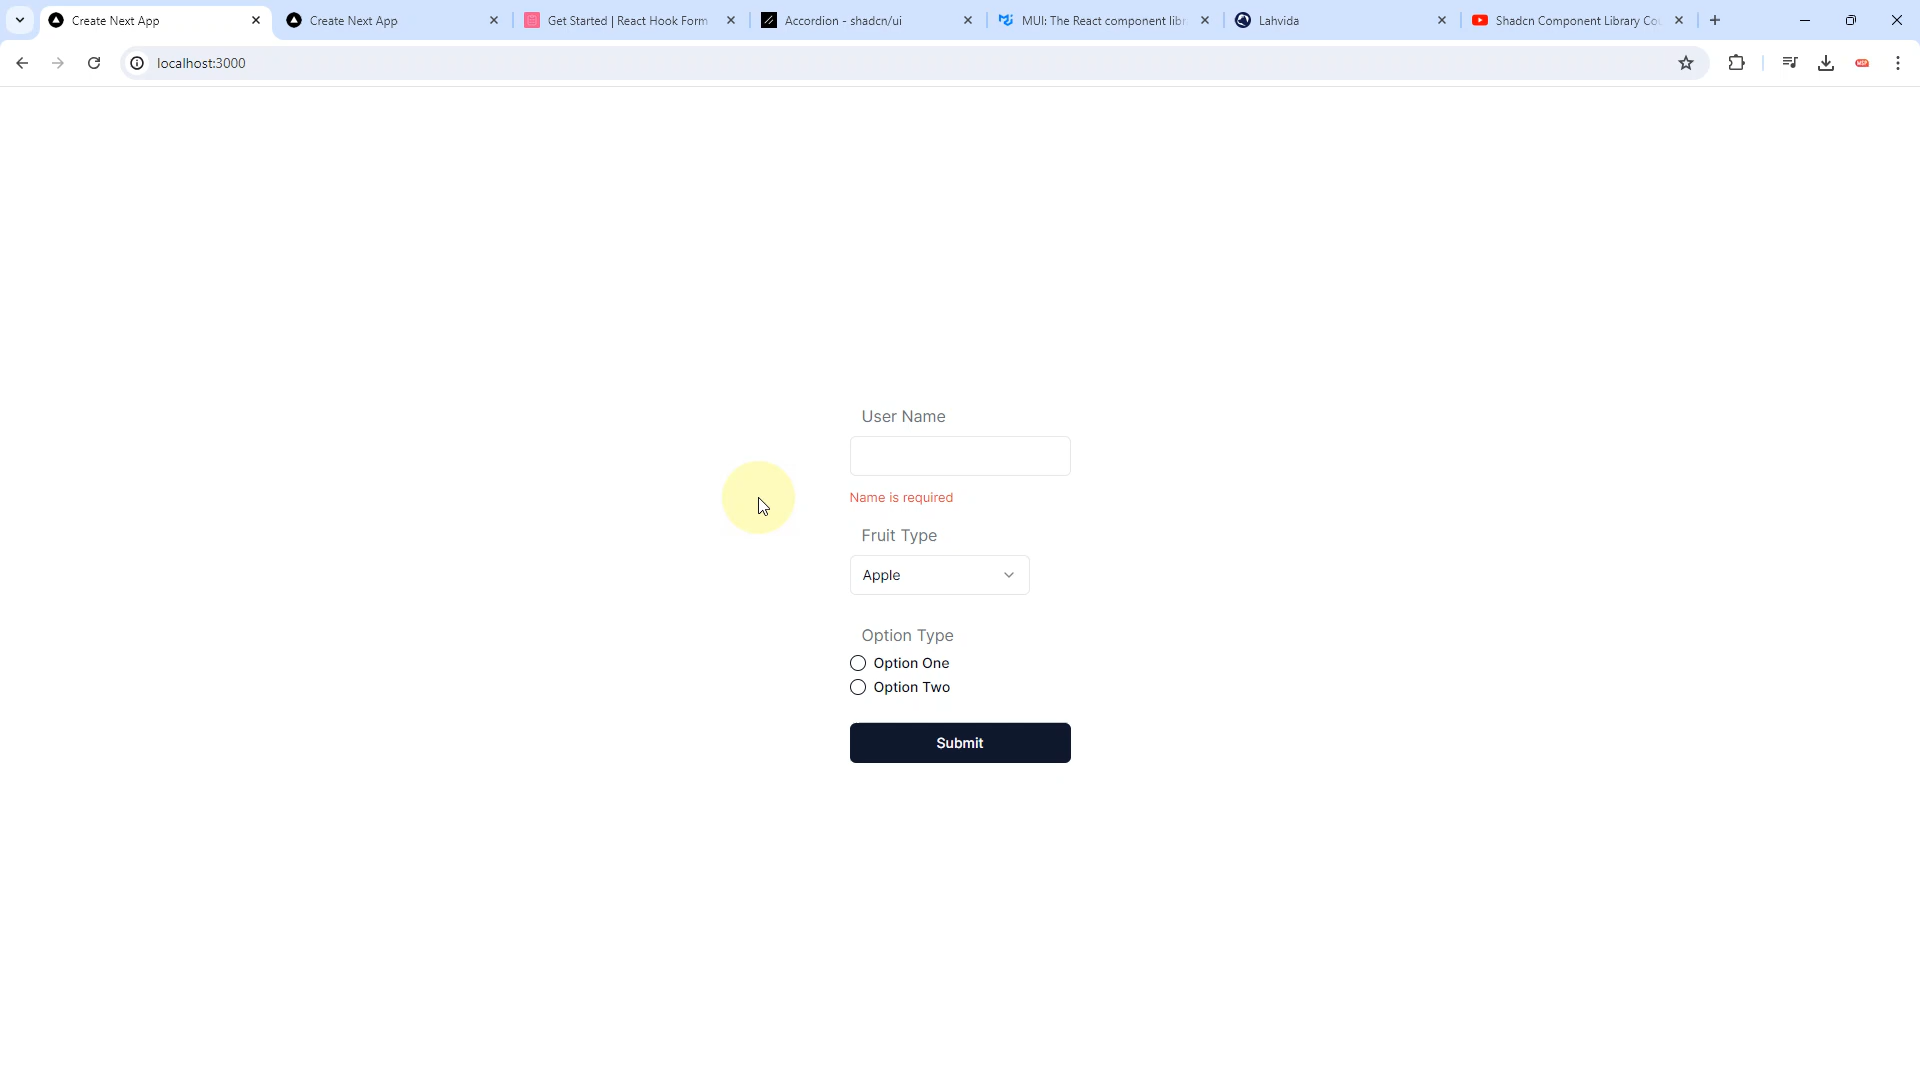 Create Next App
Create Next App
Get Started | React Hook Form
Accordion - shadcn/ui
MUI: The React component libr
Lahvida
Shadcn Component Library Co
localhost:3000
User Name
Name is required
Fruit Type
Apple
Option Type
Option One
Option Two
Submit